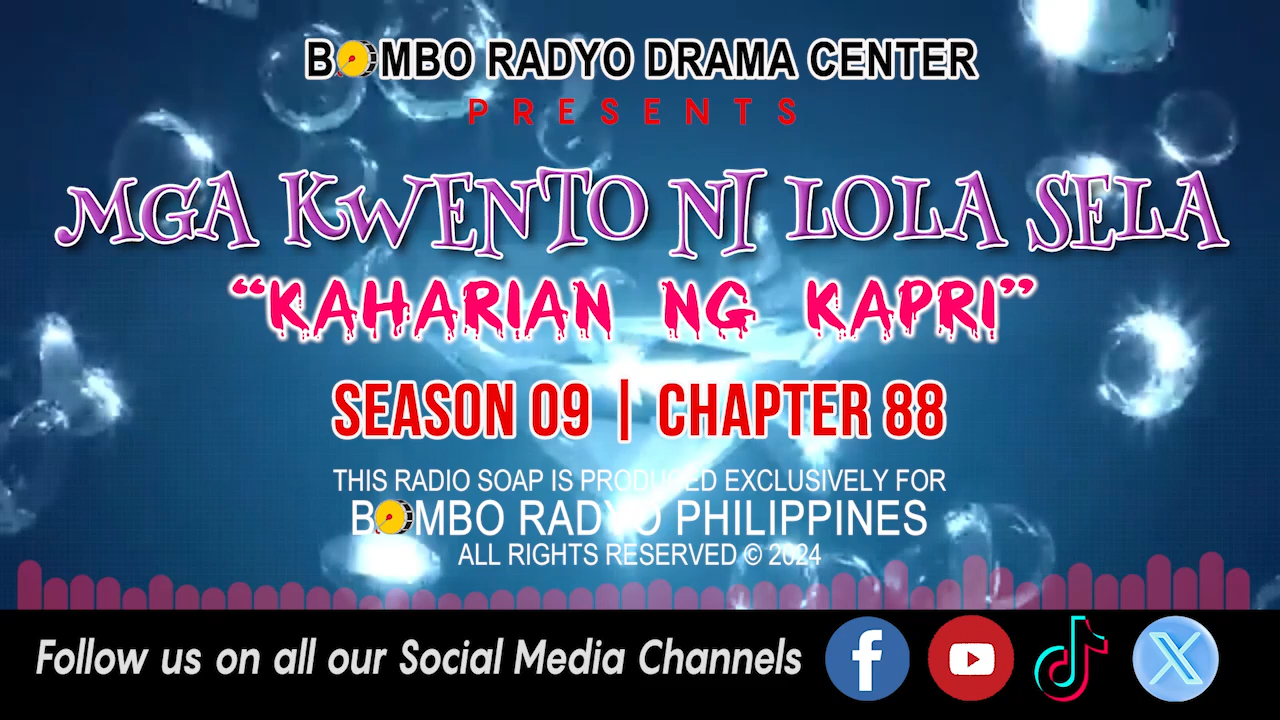 BOMBO RADYO DRAMA CENTER
PRESENTS
MGA KWENTO NI LOLA SELA
“KAHARIAN NG KAPRI”
SEASON 09 | CHAPTER 88
THIS RADIO SOAP IS PRODUCED EXCLUSIVELY FOR
BOMBO RADYO PHILIPPINES
ALL RIGHTS RESERVED © 2024
Follow us on all our Social Media Channels